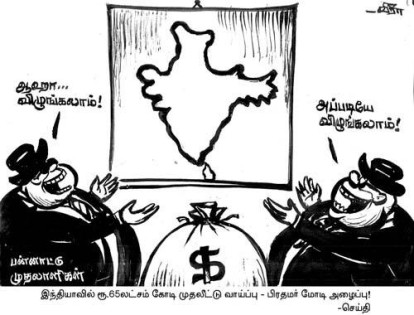 ஆஹா...
விழுங்கலாம்!
அப்படியே
விழுங்கலாம்!
பன்னாட்டு
முதலாளிகள்
$
இந்தியாவில் ரூ.65லட்சம் கோடி முதலீட்டு வாய்ப்பு - பிரதமர் மோடி அழைப்பு!
-செய்தி